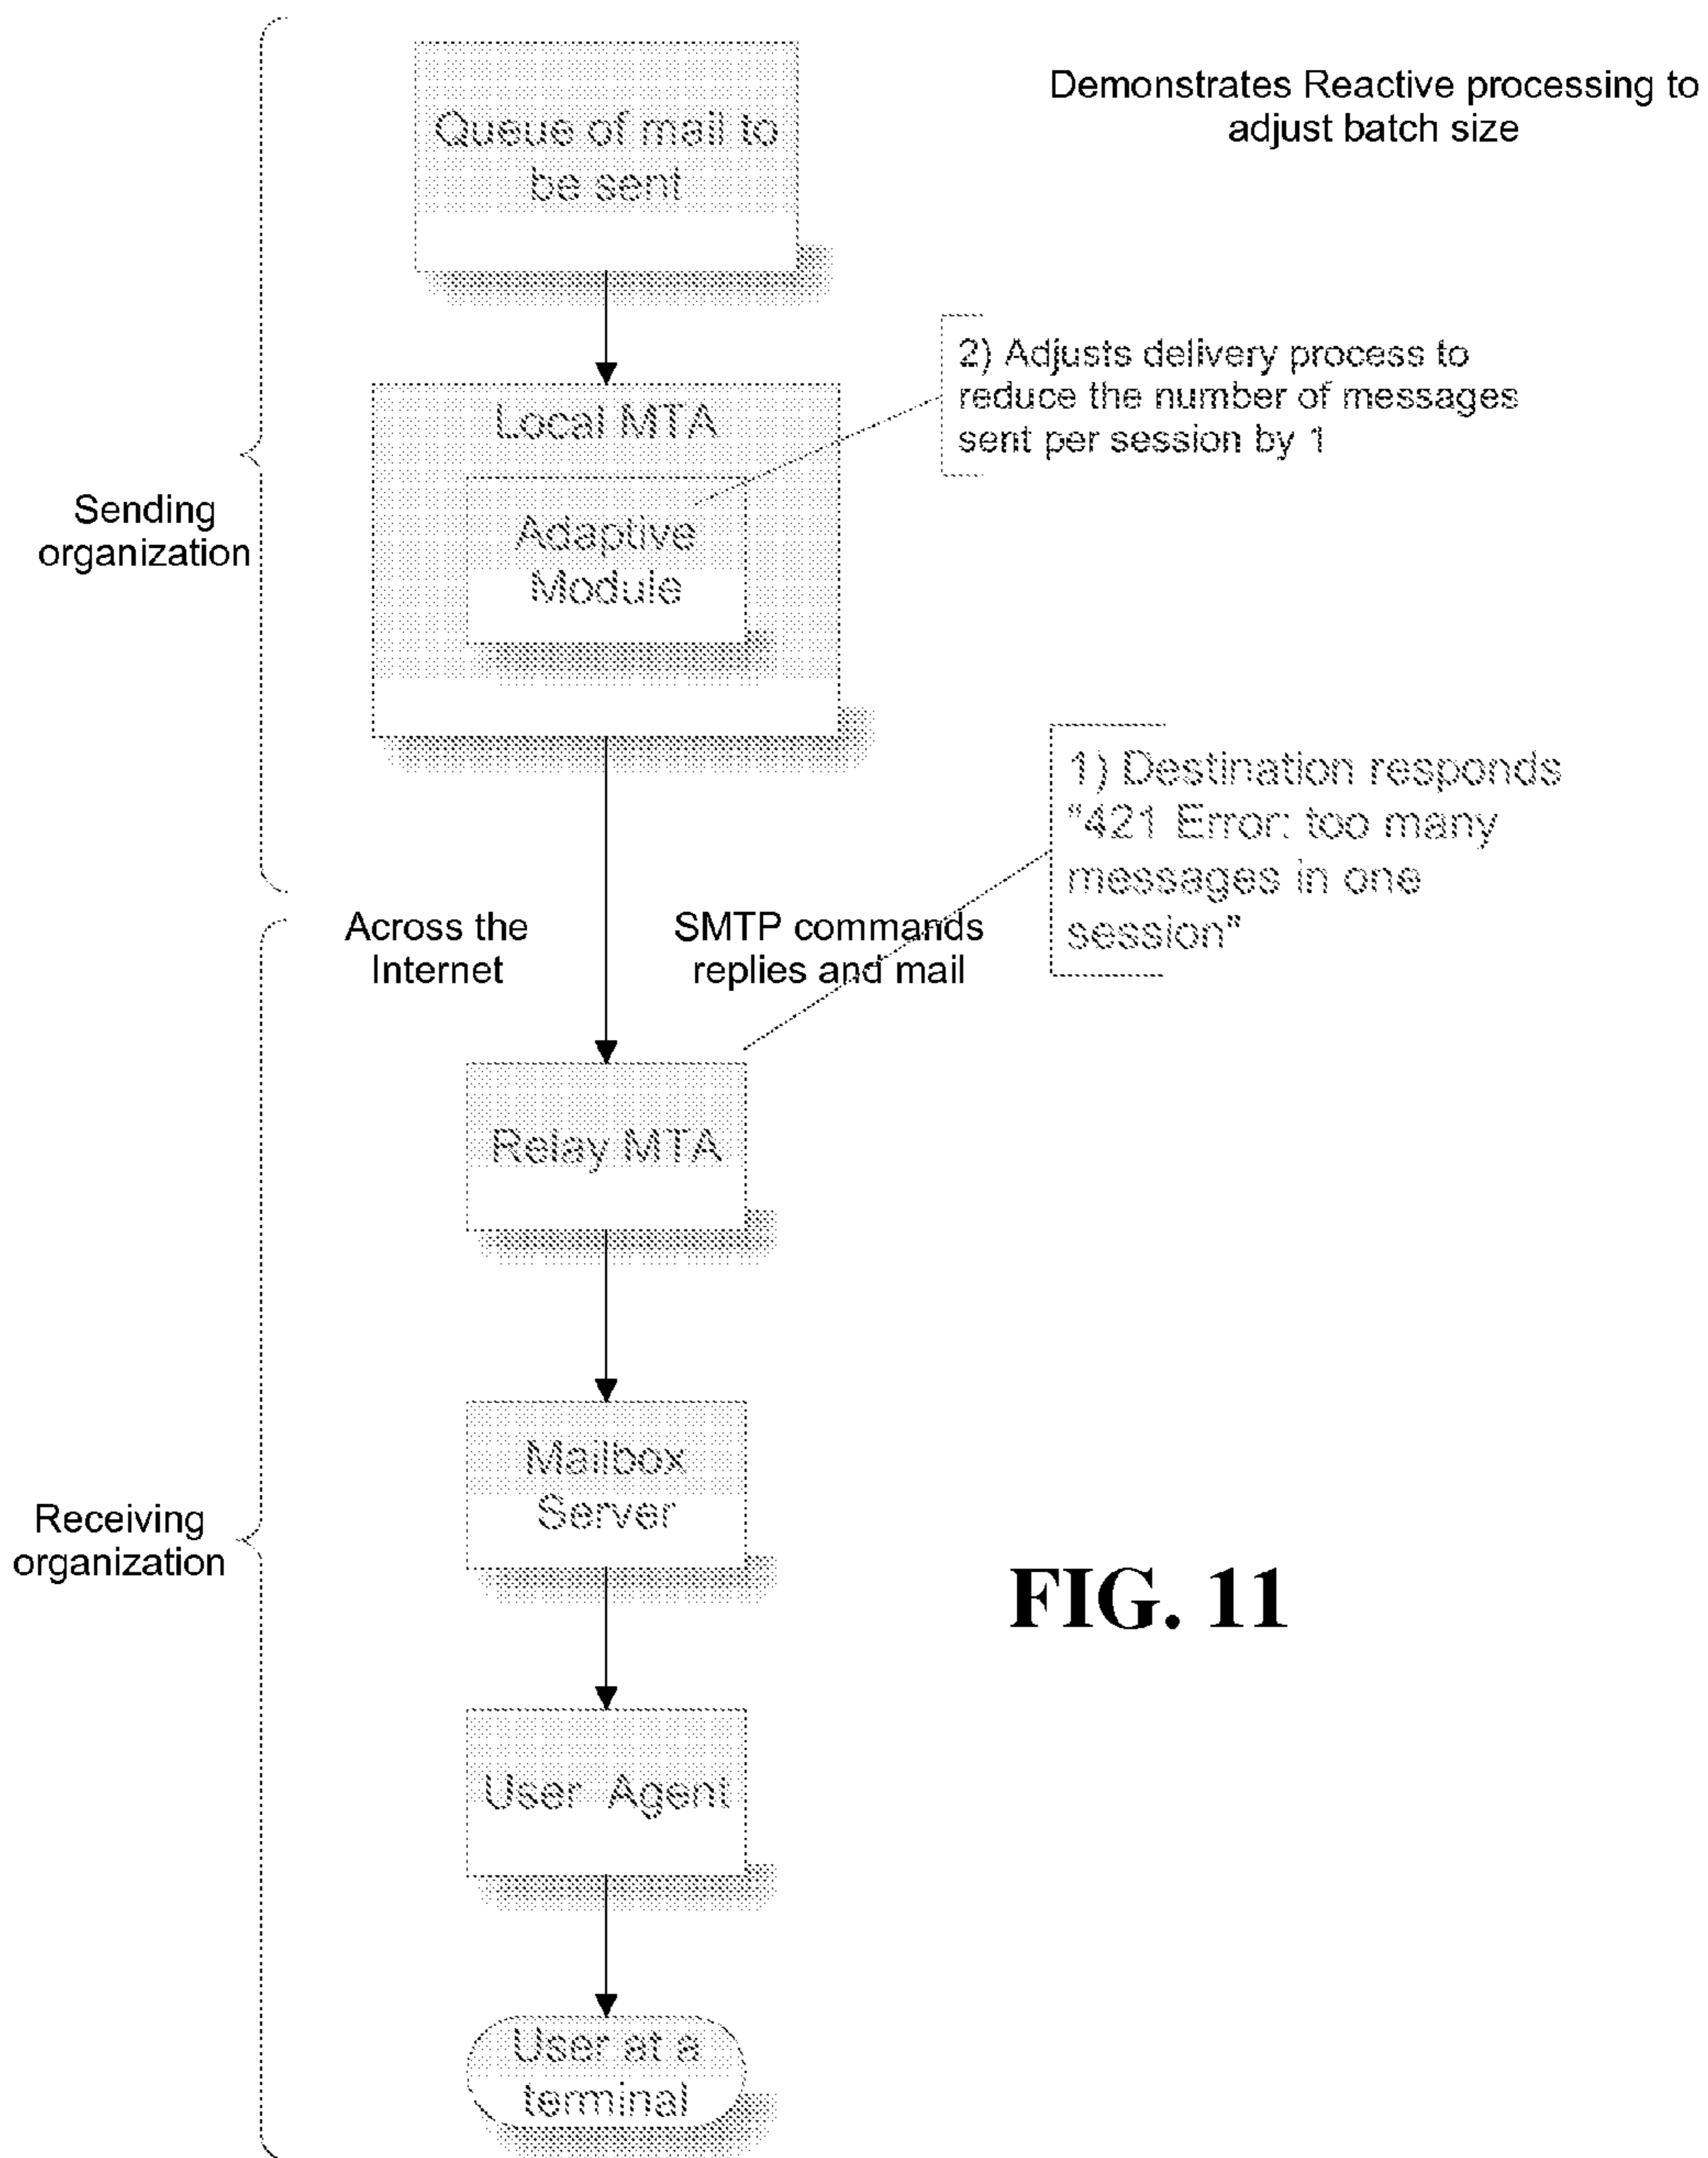 Demonstrates Reactive processing to
adjust batch size
Queue of mail to
be sent
2) Adjusts delivery process to
reduce the number of messages
sent per session by 1
Local MTA
Adaptive
Module
Sending
organization
1) Destination responds
"421 Error: too many
messages in one
session"
Across the
Internet
SMTP commands
replies and mail
Relay MTA
Mailbox
Server
Receiving
organization
FIG. 11
User Agent
User at a
terminal